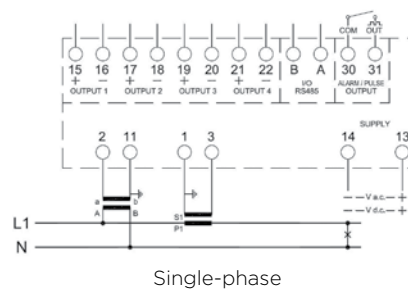 COM OUT
15 16 17 18 19 20 21 22 B A 30 31
+ - + - + - + -
OUTPUT 1 OUTPUT 2 OUTPUT 3 OUTPUT 4 I/O RS485 ALARM / PULSE OUTPUT
SUPPLY
2 11 1 3 14 13
a b
A B
S1
P1
V a.c. +
- V d.c. +
L1
N
Single-phase